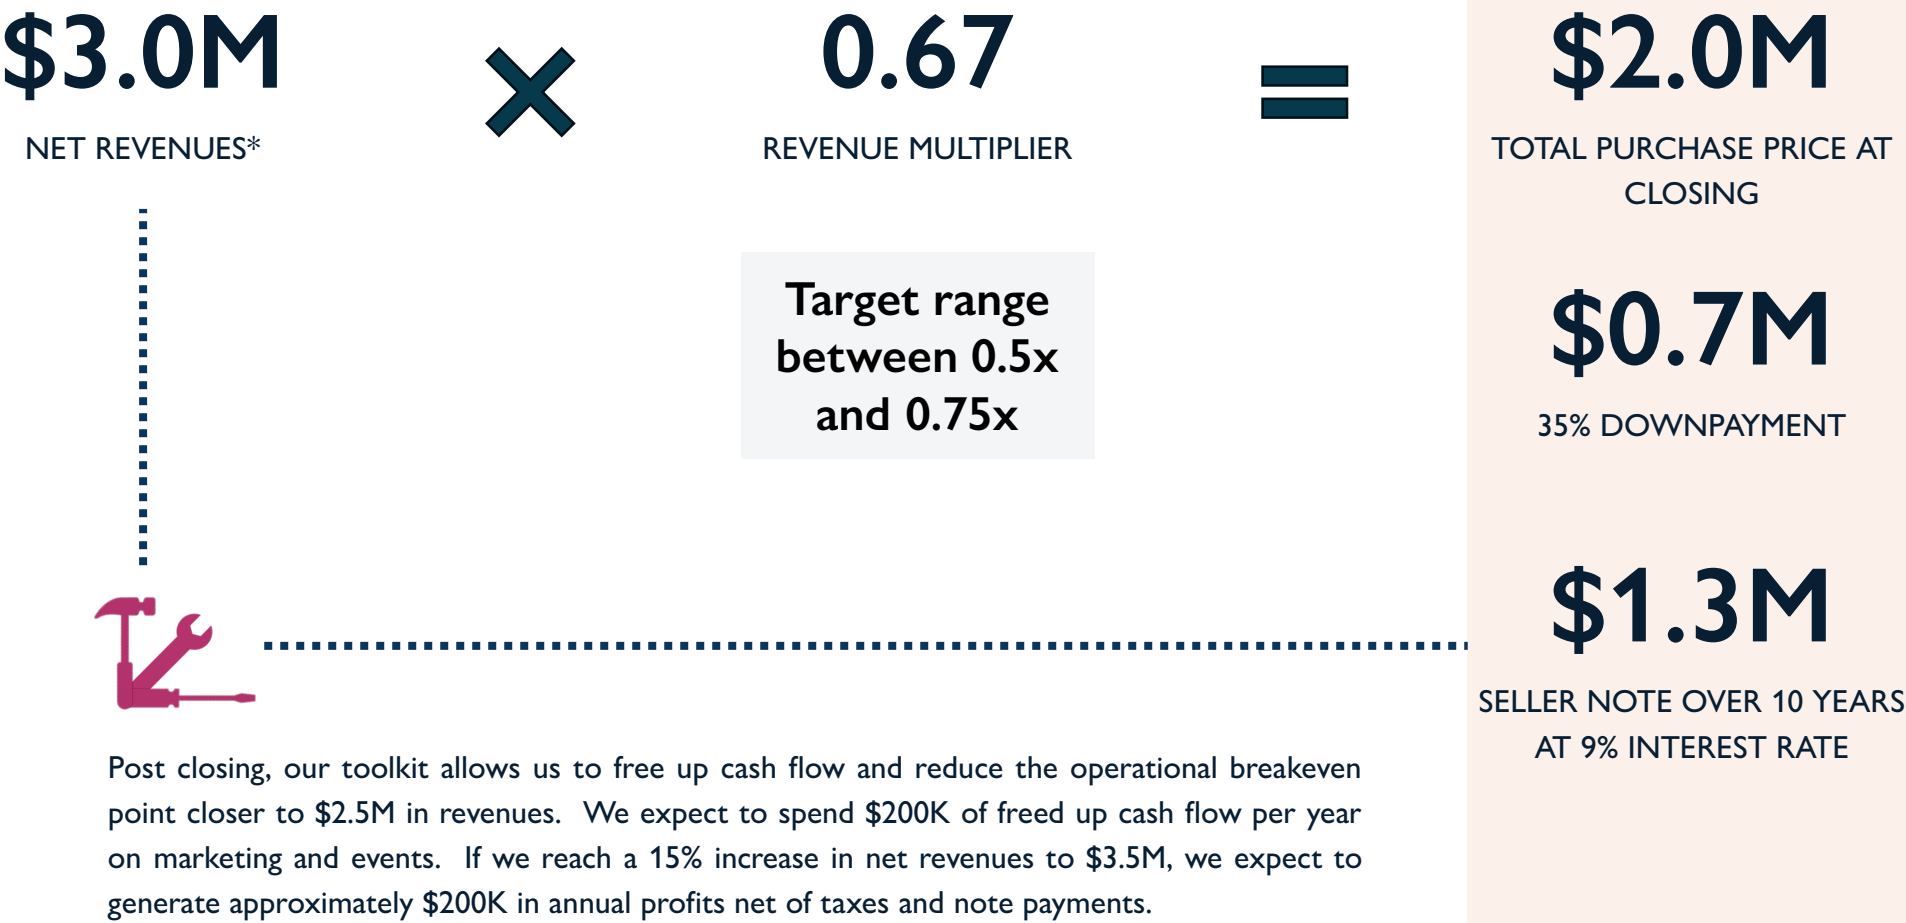 $3.0M
NET REVENUES*
0.67
REVENUE MULTIPLIER
Target range
between 0.5x
and 0.75x
$2.0M
TOTAL PURCHASE PRICE AT
CLOSING
$0.7M
35% DOWNPAYMENT
$1.3M
SELLER NOTE OVER 10 YEARS
AT 9% INTEREST RATE
Post closing, our toolkit allows us to free up cash flow and reduce the operational breakeven
point closer to $2.5M in revenues. We expect to spend $200K of freed up cash flow per year
on marketing and events. If we reach a 15% increase in net revenues to $3.5M, we expect to
generate approximately $200K in annual profits net of taxes and note payments.